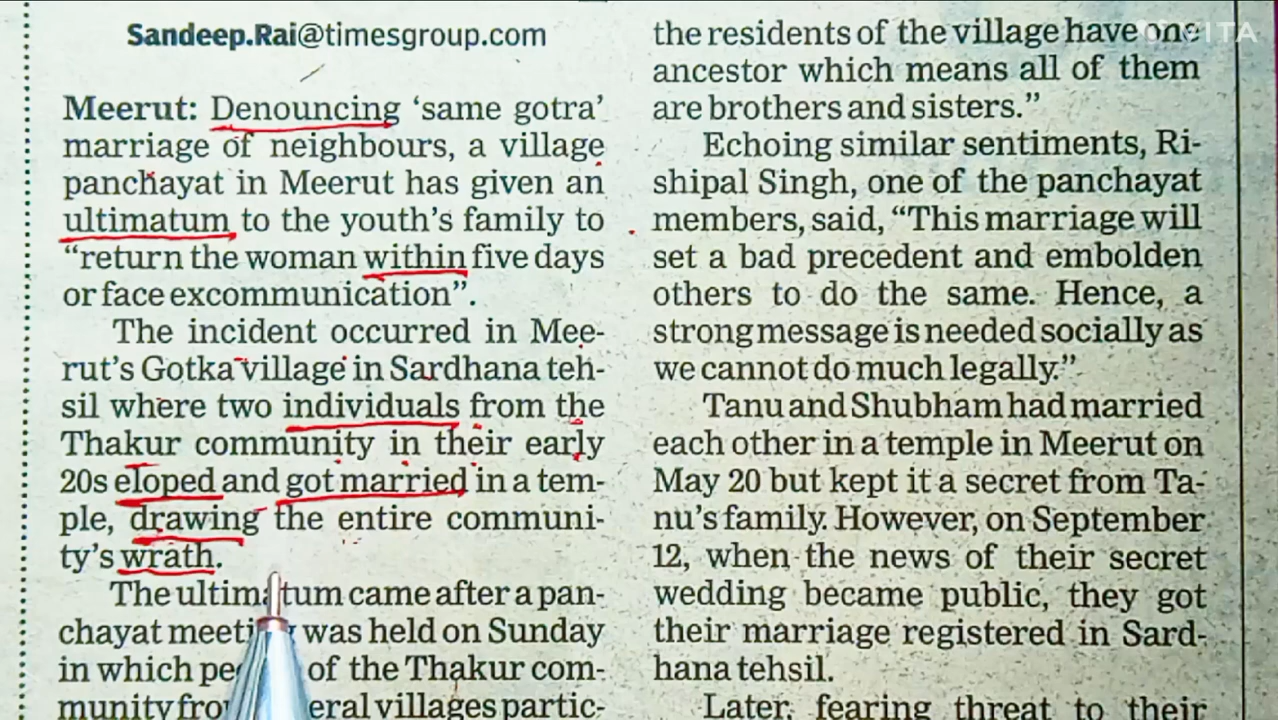 Sandeep.Rai@timesgroup.com
Meerut: Denouncing ‘same gotra’
marriage of neighbours, a village
panchayat in Meerut has given an
ultimatum to the youth’s family to
“return the woman within five days
or face excommunication”.
The incident occurred in Mee-
rut’s Gotka village in Sardhana teh-
sil where two individuals from the
Thakur community in their early
20s eloped and got married in a tem-
ple, drawing the entire communi-
ty’s wrath.
The ultimatum came after a pan-
chayat meeting was held on Sunday
in which pe of the Thakur com-
munity fro eral villages partic-
the residents of the village have one
ancestor which means all of them
are brothers and sisters.”
Echoing similar sentiments, Ri-
shipal Singh, one of the panchayat
members, said, “This marriage will
set a bad precedent and embolden
others to do the same. Hence, a
strong message is needed socially as
we cannot do much legally.”
Tanu and Shubham had married
each other in a temple in Meerut on
May 20 but kept it a secret from Ta-
nu’s family. However, on September
12, when the news of their secret
wedding became public, they got
their marriage registered in Sard-
hana tehsil.
Later, fearing threat to their